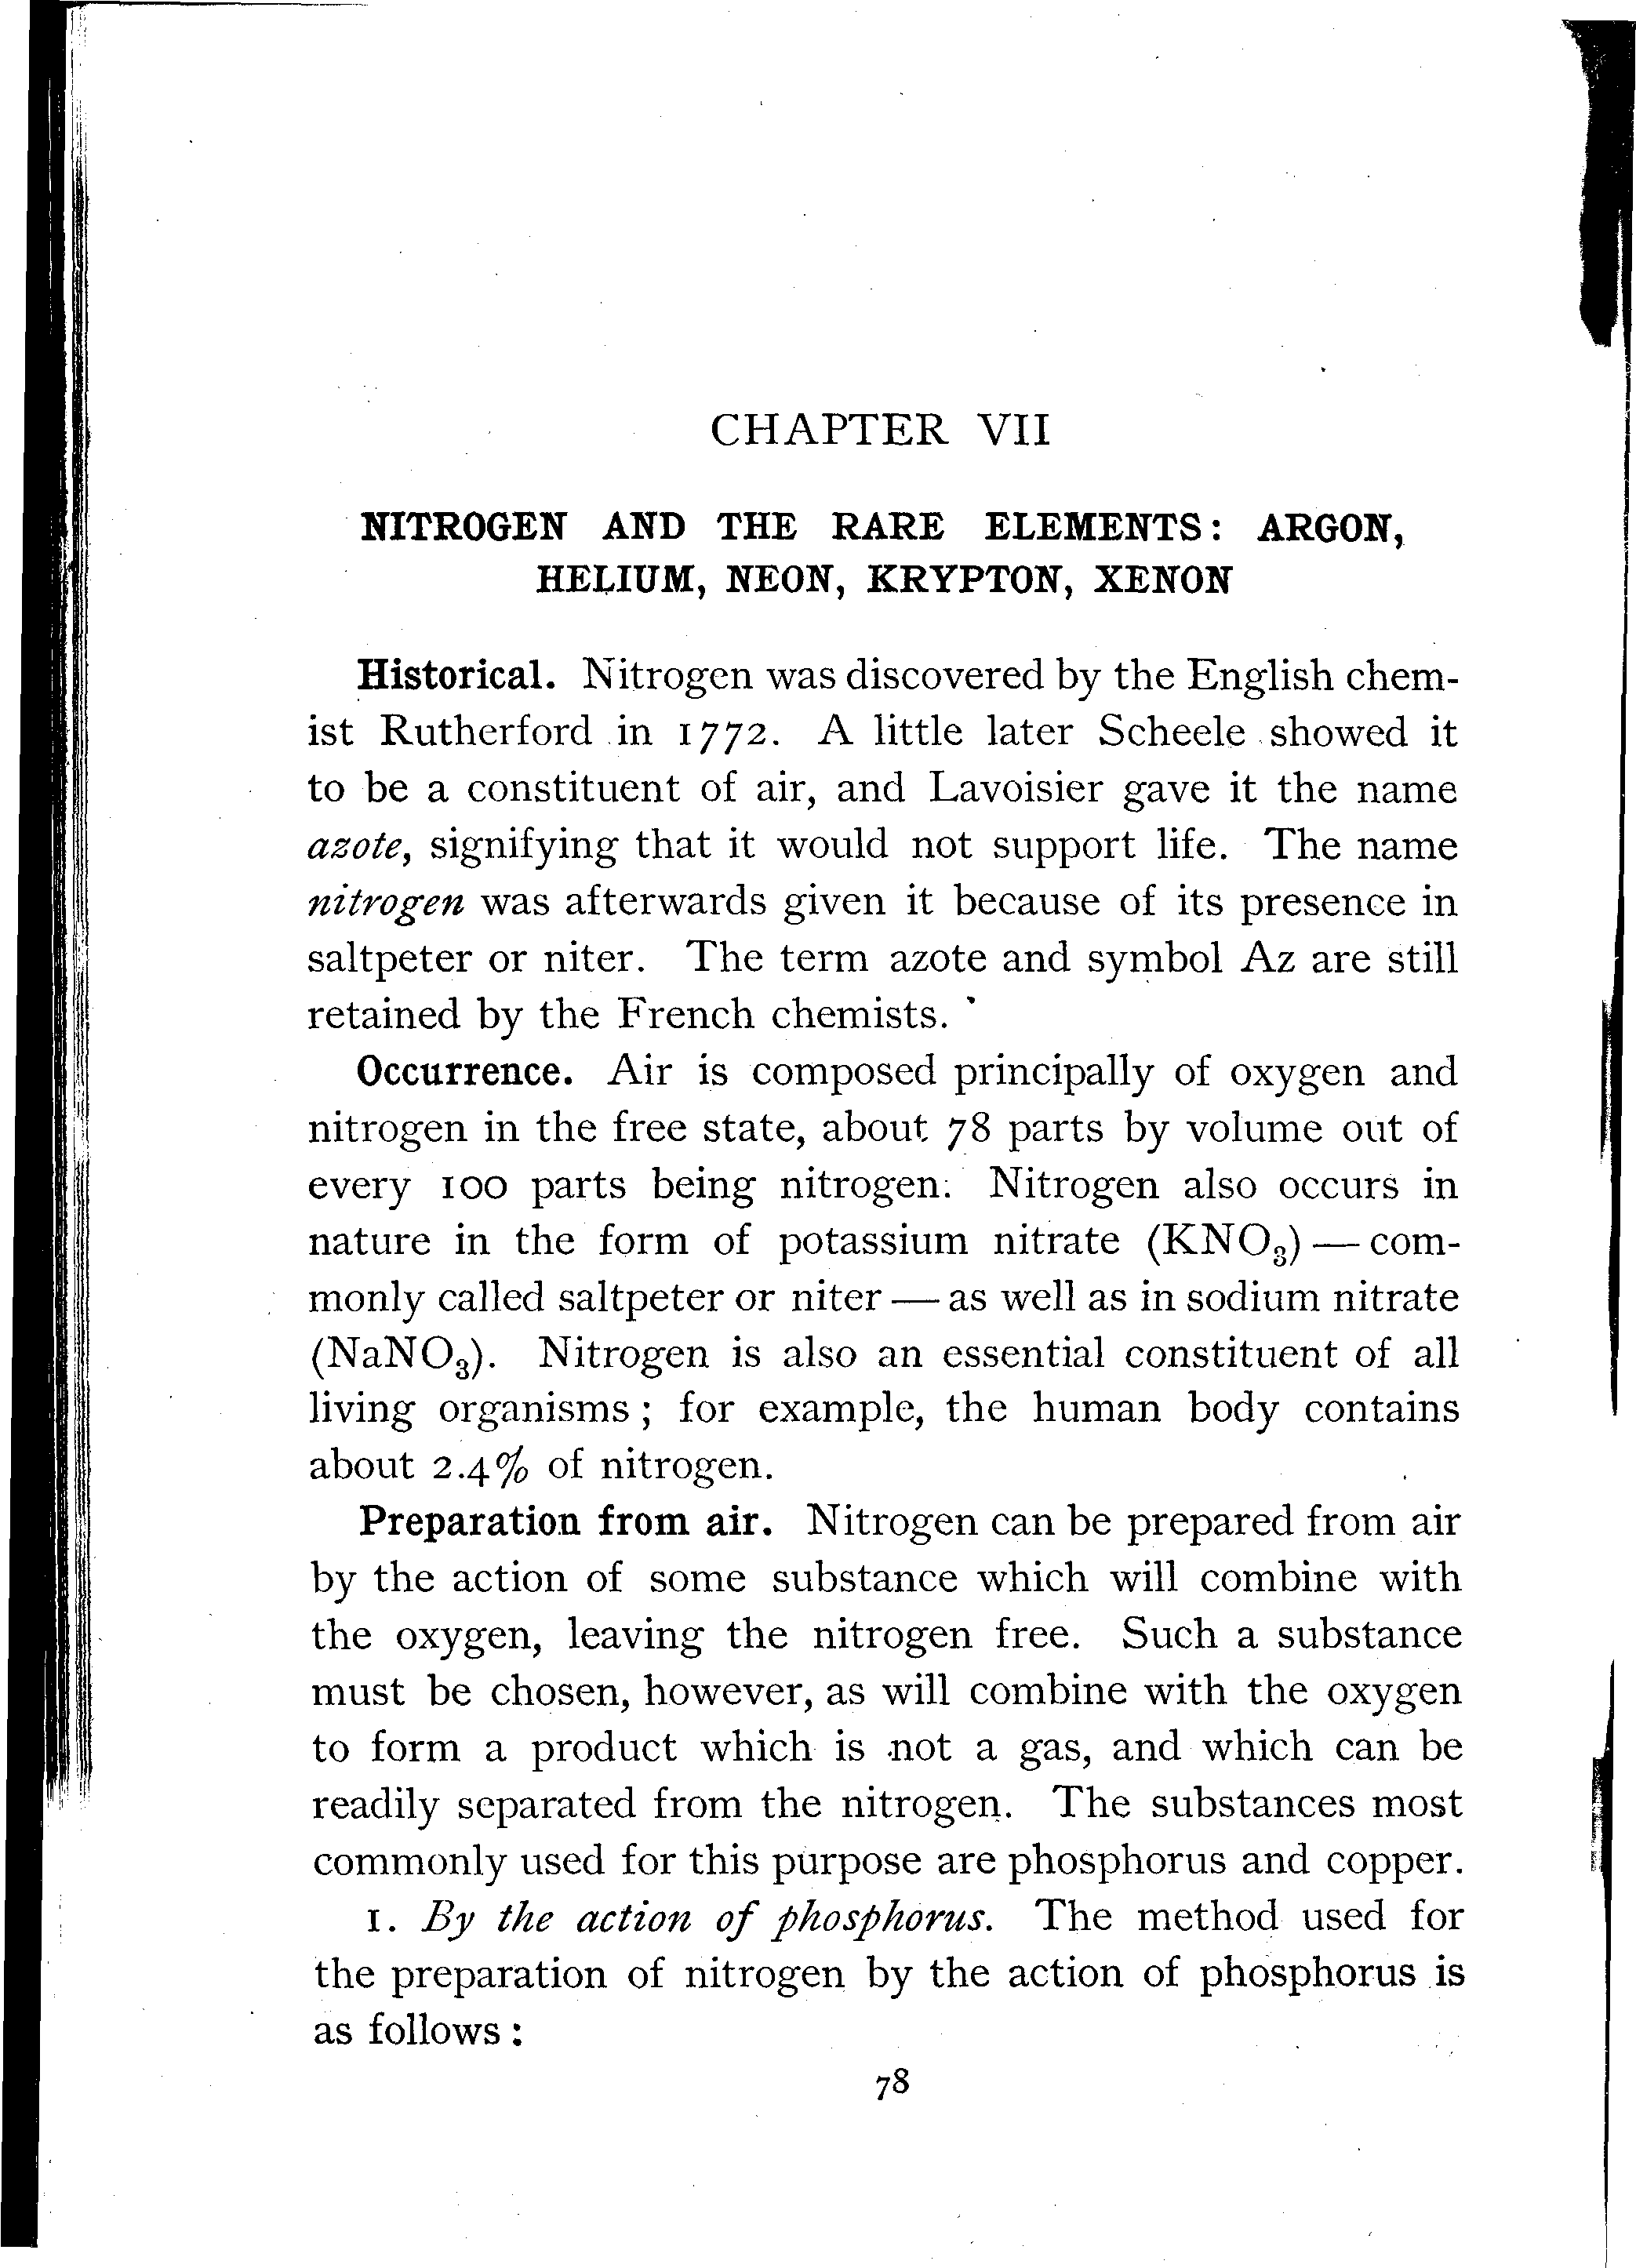 CHAPTER VII
NITROGEN AND THE RARE ELEMENTS: ARGON,
HELIUM, NEON, KRYPTON, XENON
Historical. Nitrogen was discovered by the English chem-
ist Rutherford in 1772. A little later Scheele showed it
to be a constituent of air, and Lavoisier gave it the name
azote, signifying that it would not support life. The name
nitrogen was afterwards given it because of its presence in
saltpeter or niter. The term azote and symbol Az are still
retained by the French chemists.
Occurrence. Air is composed principally of oxygen and
nitrogen in the free state, about 78 parts by volume out of
every 100 parts being nitrogen. Nitrogen also occurs in
nature in the form of potassium nitrate (KNO₃) — com-
monly called saltpeter or niter — as well as in sodium nitrate
(NaNO₃). Nitrogen is also an essential constituent of all
living organisms; for example, the human body contains
about 2.4% of nitrogen.
Preparation from air. Nitrogen can be prepared from air
by the action of some substance which will combine with
the oxygen, leaving the nitrogen free. Such a substance
must be chosen, however, as will combine with the oxygen
to form a product which is not a gas, and which can be
readily separated from the nitrogen. The substances most
commonly used for this purpose are phosphorus and copper.
1. By the action of phosphorus. The method used for
the preparation of nitrogen by the action of phosphorus is
as follows:
78